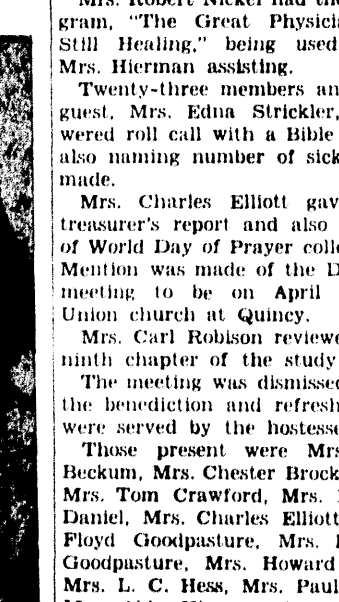 Mrs. Robert Nickel had the
gram, "The Great Physici
Still Healing," being used
Mrs. Hierman assisting.
Twenty-three members an
guest, Mrs. Edna Strickler,
wered roll call with a Bible
also naming number of sick
made.
Mrs. Charles Elliott gav
treasurer's report and also
of World Day of Prayer colle
Mention was made of the D
meeting to be on April
Union church at Quincy.
Mrs. Carl Robison reviewe
ninth chapter of the study
The meeting was dismissed
the benediction and refresh
were served by the hostesse
Those present were Mrs
Beckum, Mrs. Chester Brock
Mrs. Tom Crawford, Mrs.
Daniel, Mrs. Charles Elliott
Floyd Goodpasture, Mrs.
Goodpasture, Mrs. Howard
Mrs. L. C. Hess, Mrs. Paul